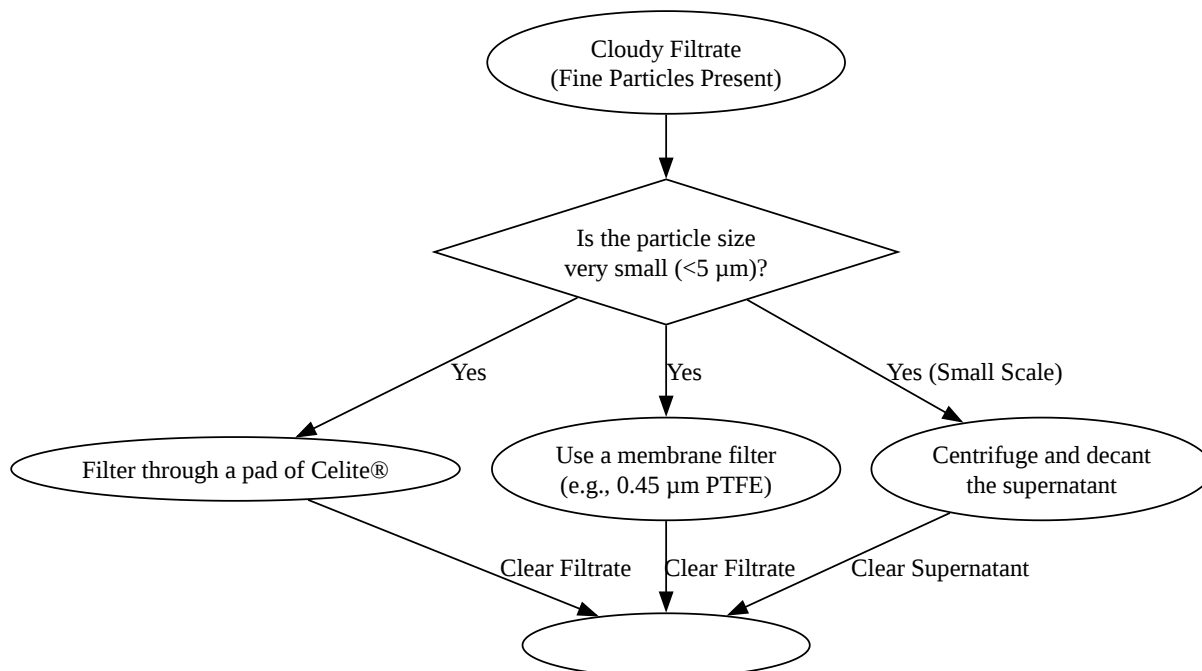 Cloudy Filtrate
(Fine Particles Present)
Is the particle size
very small (<5 µm)?
Yes
Yes
Yes (Small Scale)
Filter through a pad of Celite®
Use a membrane filter
(e.g., 0.45 µm PTFE)
Centrifuge and decant
the supernatant
Clear Filtrate
Clear Filtrate
Clear Supernatant